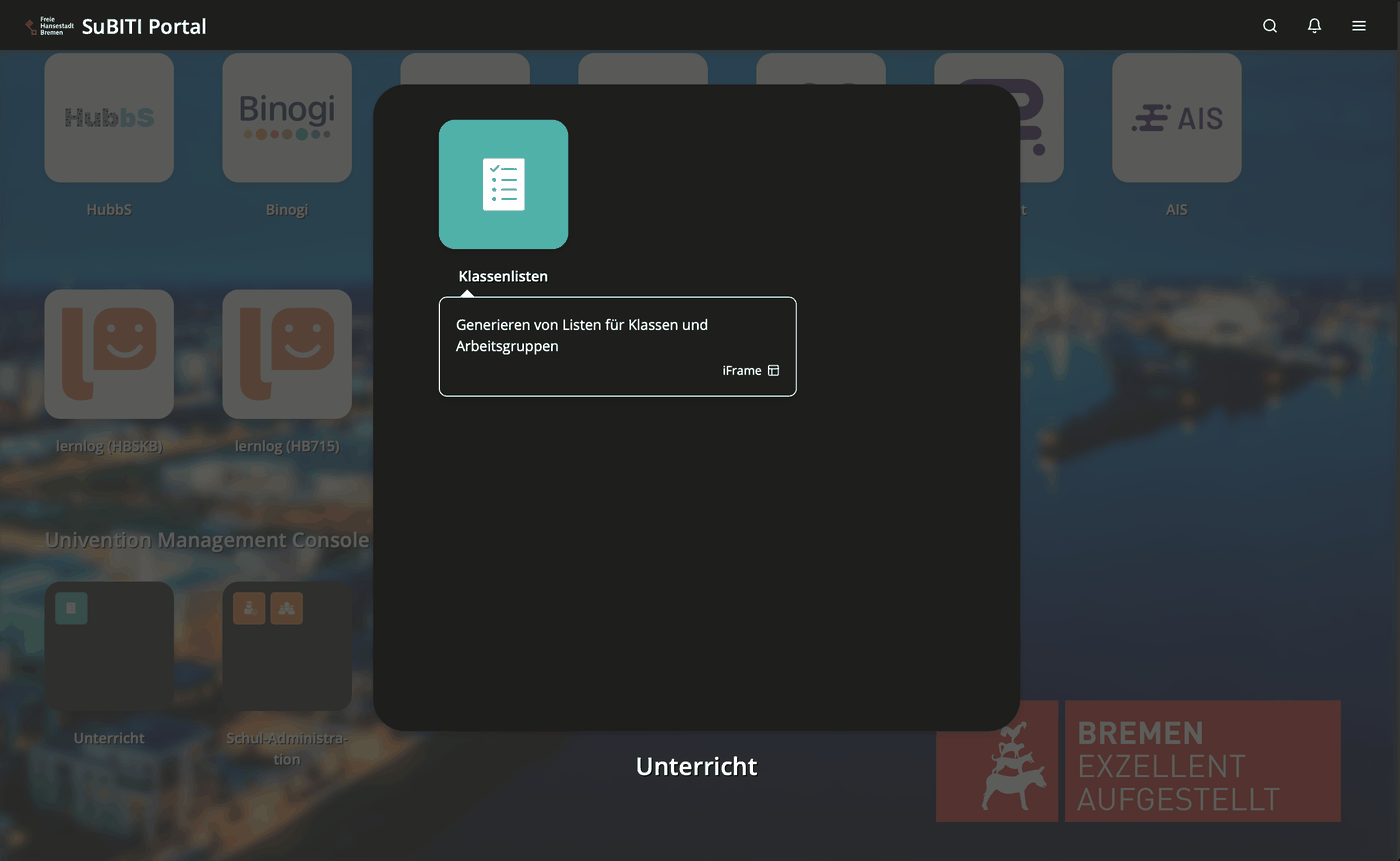 Freie
Hansestadt
Bremen
SuBITI Portal
HubbS
Binogi
AIS
HubbS
Binogi
t
AIS
Klassenlisten
Generieren von Listen für Klassen und
Arbeitsgruppen
iFrame
lernlog (HBSKB)
lernlog (HB715)
Univention Management Console
Unterricht
Schul-Administra-
tion
Unterricht
BREMEN
EXZELLENT
AUFGESTELLT